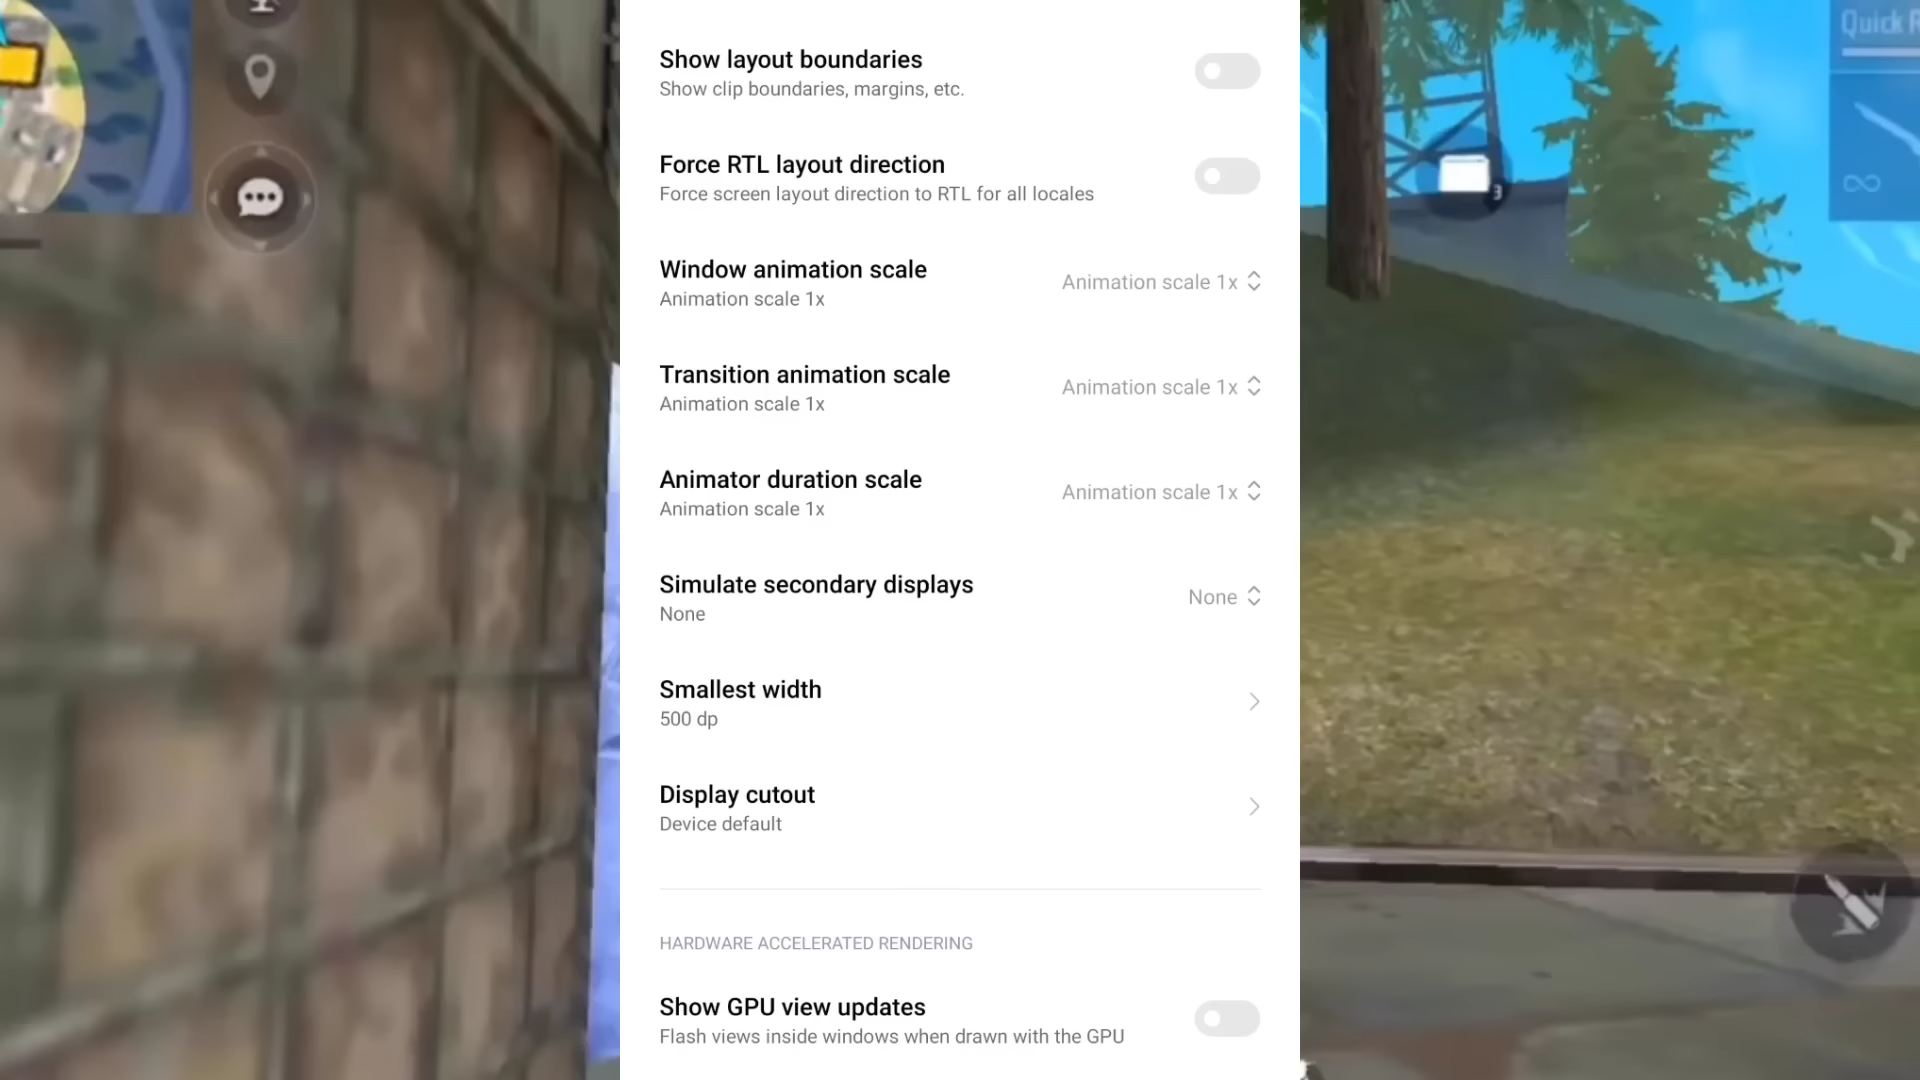 Show layout boundaries
Show clip boundaries, margins, etc.
Force RTL layout direction
Force screen layout direction to RTL for all locales
Window animation scale
Animation scale 1x
Animation scale 1x
Transition animation scale
Animation scale 1x
Animation scale 1x
Animator duration scale
Animation scale 1x
Animation scale 1x
Simulate secondary displays
None
None
Smallest width
500 dp
Display cutout
Device default
HARDWARE ACCELERATED RENDERING
Show GPU view updates
Flash views inside windows when drawn with the GPU
Quick
3
∞